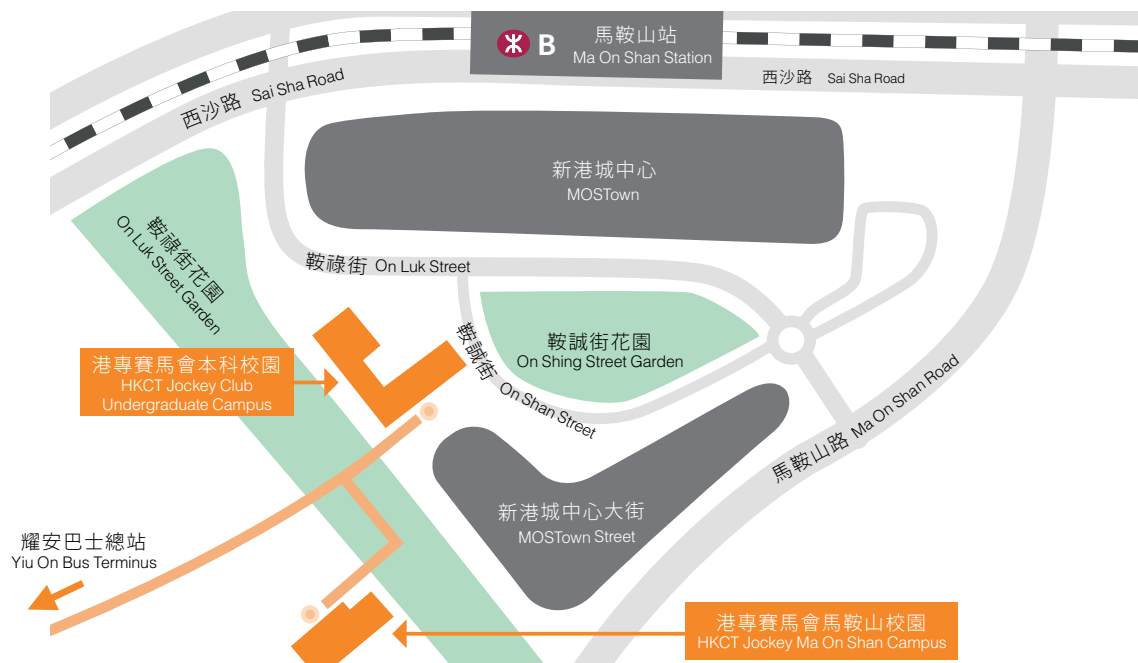 B
馬鞍山站
Ma On Shan Station
西沙路 Sai Sha Road
西沙路 Sai Sha Road
新港城中心
MOSTown
鞍祿街花園
On Luk Street Garden
鞍祿街 On Luk Street
鞍誠街花園
On Shing Street Garden
鞍誠街 On Shan Street
港專賽馬會本科校園
HKCT Jockey Club
Undergraduate Campus
馬鞍山路 Ma On Shan Road
新港城中心大街
MOSTown Street
耀安巴士總站
Yiu On Bus Terminus
港專賽馬會馬鞍山校園
HKCT Jockey Ma On Shan Campus